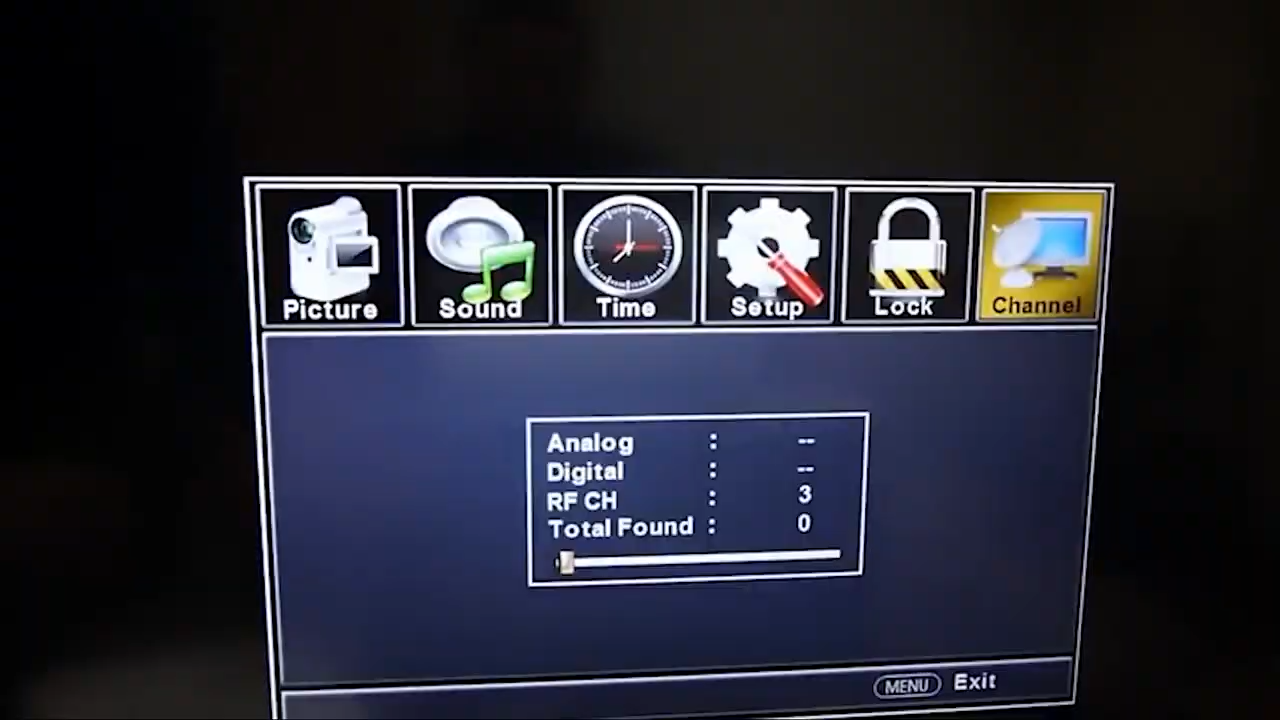 Picture Sound Time Setup Lock Channel
Analog : --
Digital : --
RF CH : 3
Total Found : 0
MENU Exit